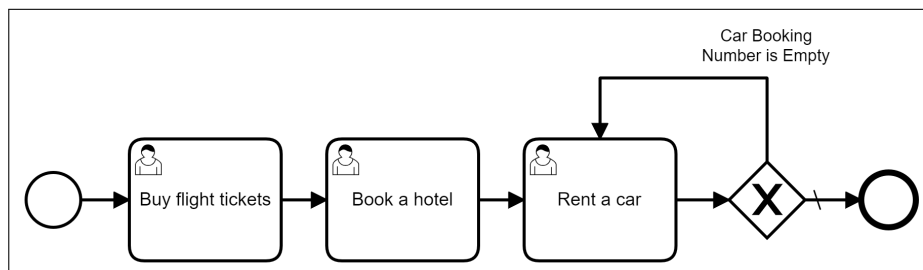 Car Booking
Number is Empty
Buy flight tickets
Book a hotel
Rent a car